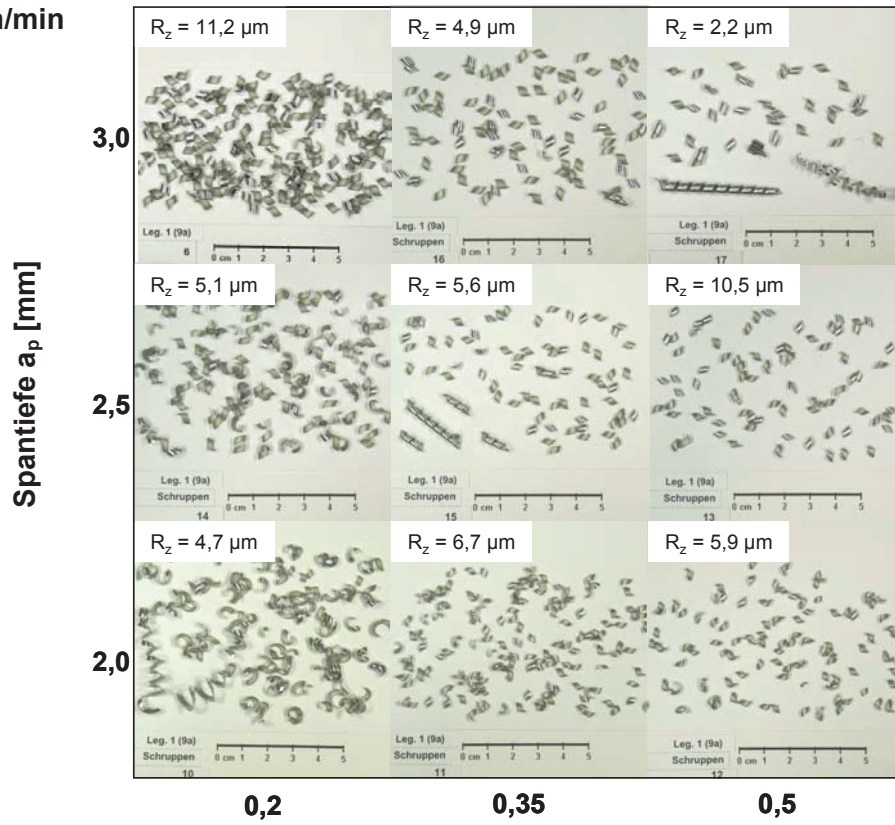 /min
R_z = 11,2 µm
R_z = 4,9 µm
R_z = 2,2 µm
3,0
Leg. 1 (9a)
6
0 cm 1 2 3 4 5
Leg. 1 (9a)
Schruppen
16
0 cm 1 2 3 4 5
Leg. 1 (9a)
Schruppen
17
0 cm 1 2 3 4 5
Spantiefe a_p [mm]
R_z = 5,1 µm
R_z = 5,6 µm
R_z = 10,5 µm
2,5
Leg. 1 (9a)
Schruppen
14
0 cm 1 2 3 4 5
Leg. 1 (9a)
Schruppen
15
0 cm 1 2 3 4 5
Leg. 1 (9a)
Schruppen
13
0 cm 1 2 3 4 5
R_z = 4,7 µm
R_z = 6,7 µm
R_z = 5,9 µm
2,0
Leg. 1 (9a)
Schruppen
10
0 cm 1 2 3 4 5
Leg. 1 (9a)
Schruppen
11
0 cm 1 2 3 4 5
Leg. 1 (9a)
Schruppen
12
0 cm 1 2 3 4 5
0,2
0,35
0,5